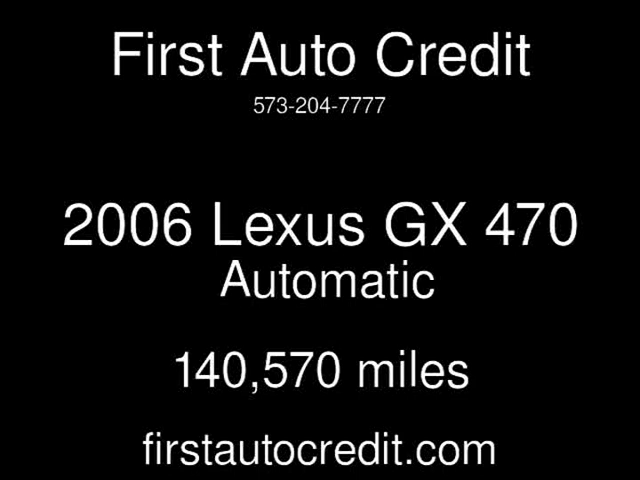 First Auto Credit
573-204-7777
2006 Lexus GX 470
Automatic
140,570 miles
firstautocredit.com